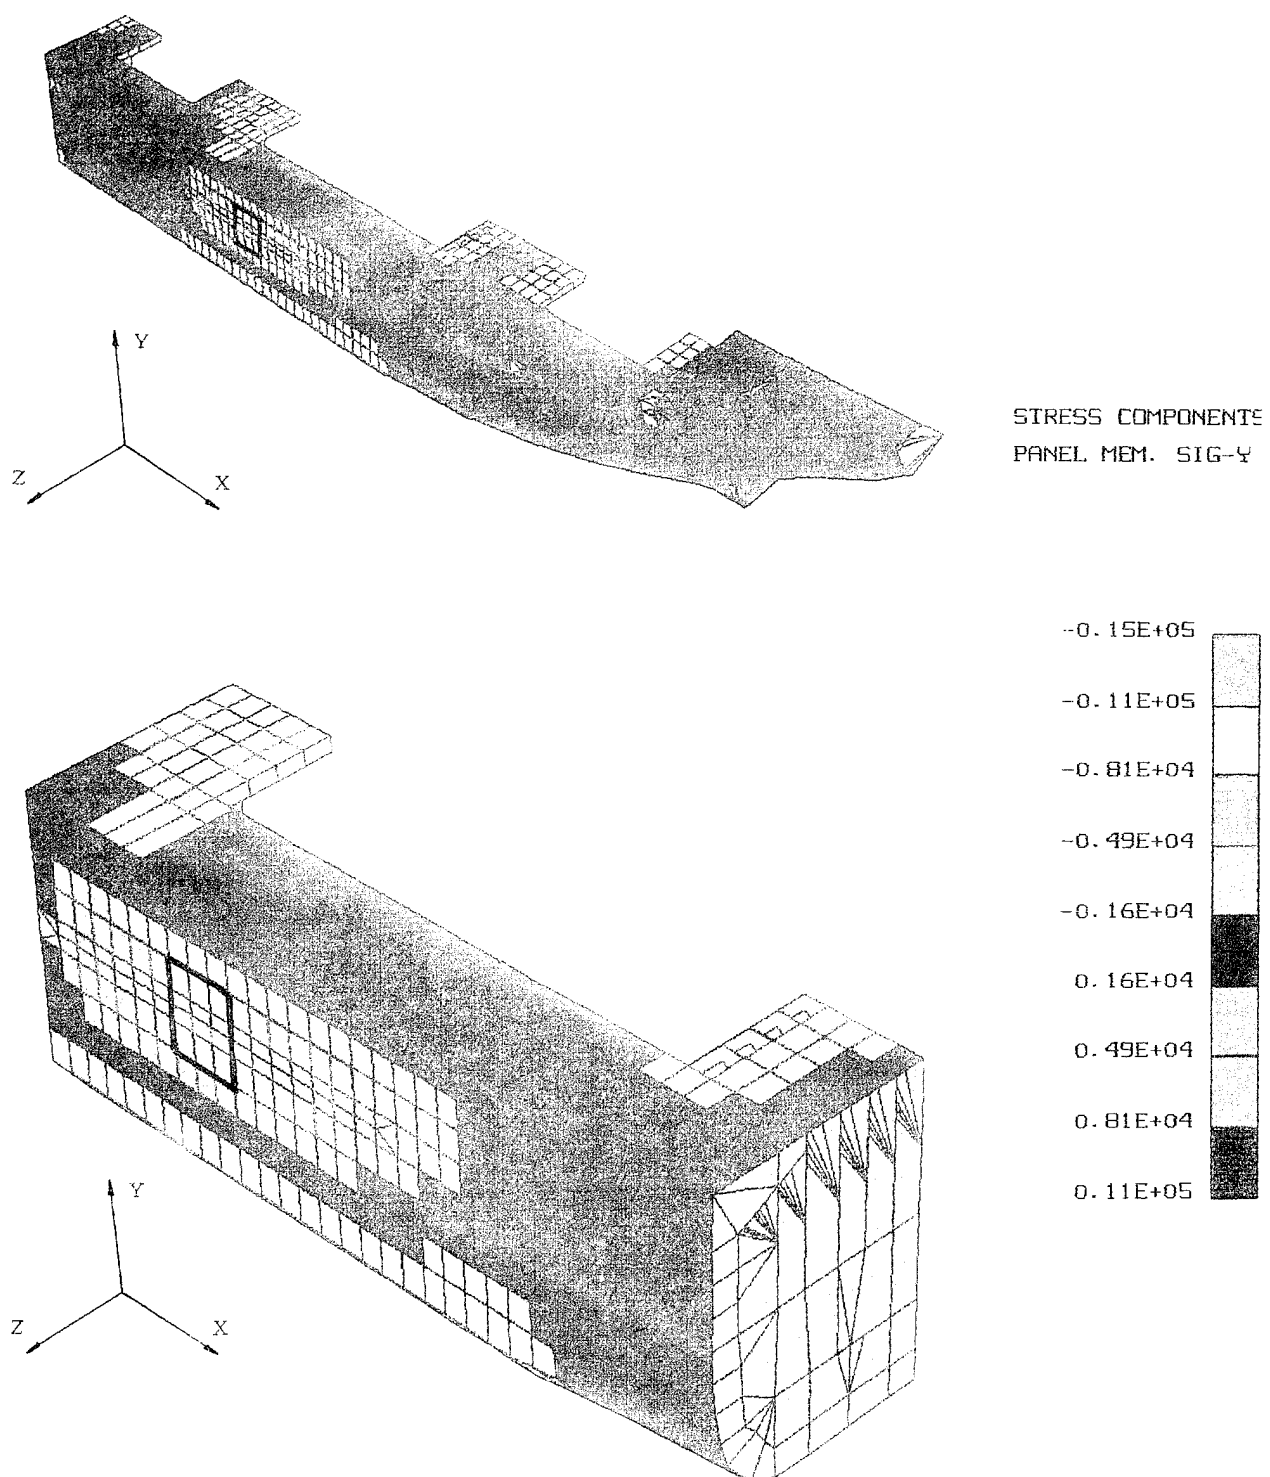 Y
Z
X
STRESS COMPONENTS
PANEL MEM. SIG-Y
-0.15E+05
-0.11E+05
-0.81E+04
-0.49E+04
-0.16E+04
0.16E+04
0.49E+04
0.81E+04
0.11E+05
Y
Z
X